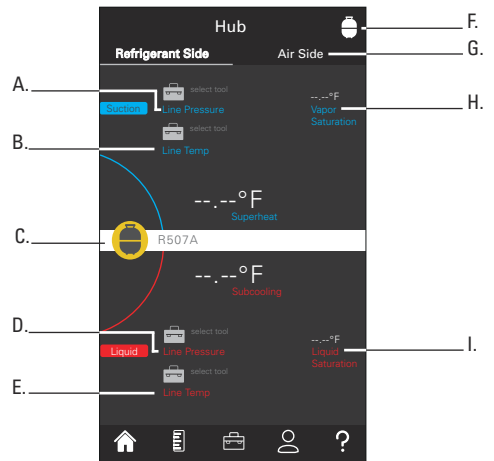 Hub
F.
Refrigerant Side
Air Side
G.
A.
select tool
--.--°F
H.
Suction
Line Pressure
Vapor
Saturation
select tool
B.
Line Temp
--.--°F
Superheat
C.
R507A
--.--°F
Subcooling
D.
select tool
--.--°F
I.
Liquid
Line Pressure
Liquid
Saturation
select tool
E.
Line Temp
?